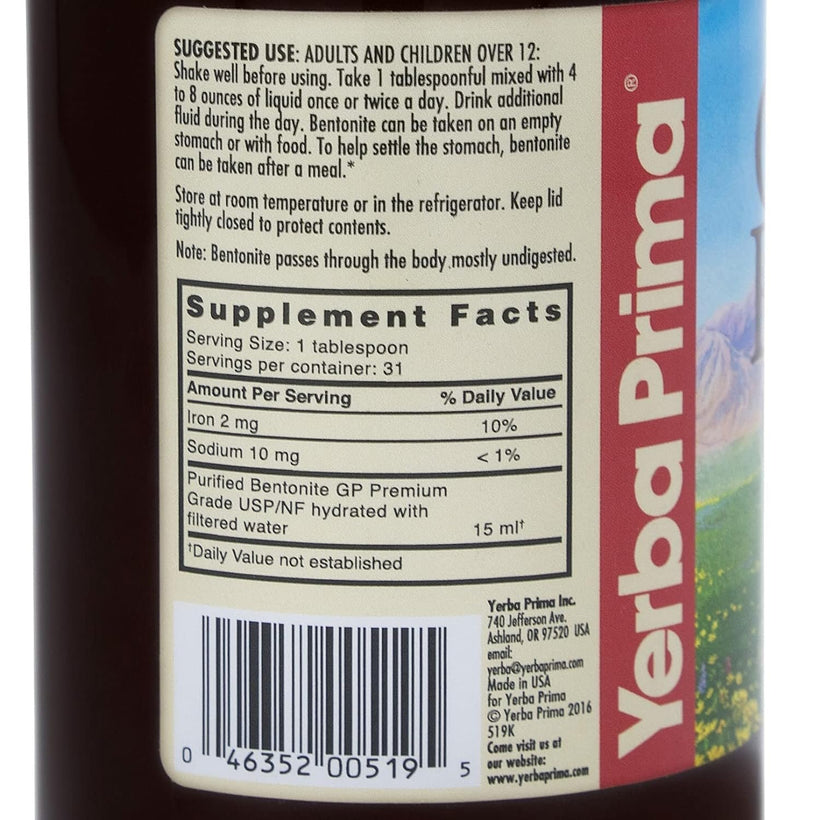 SUGGESTED USE: ADULTS AND CHILDREN OVER 12:
Shake well before using. Take 1 tablespoonful mixed with 4
to 8 ounces of liquid once or twice a day. Drink additional
fluid during the day. Bentonite can be taken on an empty
stomach or with food. To help settle the stomach, bentonite
can be taken after a meal.*
Store at room temperature or in the refrigerator. Keep lid
tightly closed to protect contents.
Note: Bentonite passes through the body mostly undigested.
Supplement Facts
Serving Size: 1 tablespoon
Servings per container: 31
Amount Per Serving % Daily Value
Iron 2 mg 10%
Sodium 10 mg < 1%
Purified Bentonite GP Premium
Grade USP/NF hydrated with
filtered water 15 ml†
†Daily Value not established
0 46352 00519 5
Yerba Prima Inc.
740 Jefferson Ave.
Ashland, OR 97520 USA
email:
yerba@yerbaprima.com
Made in USA
for Yerba Prima
© Yerba Prima 2016
519K
Come visit us at
our website:
www.yerbaprima.com
Yerba Prima®